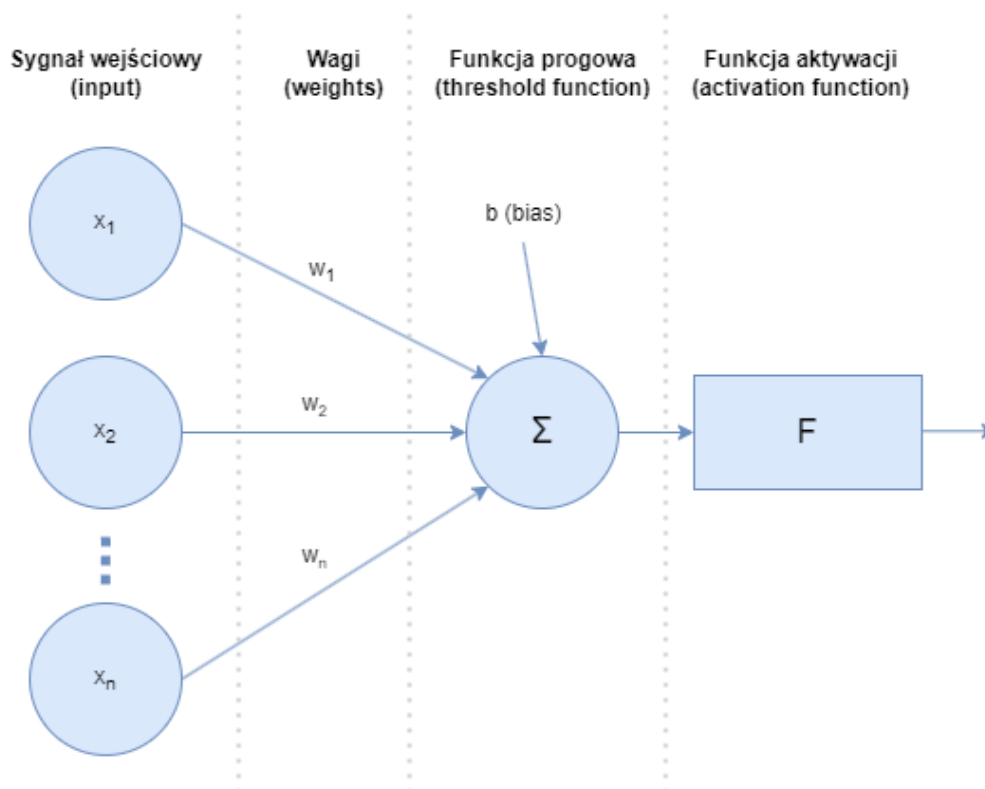 Sygnał wejściowy
(input)
Wagi
(weights)
Funkcja progowa
(threshold function)
Funkcja aktywacji
(activation function)
x₁
w₁
b (bias)
x₂
w₂
Σ
F
wₙ
xₙ